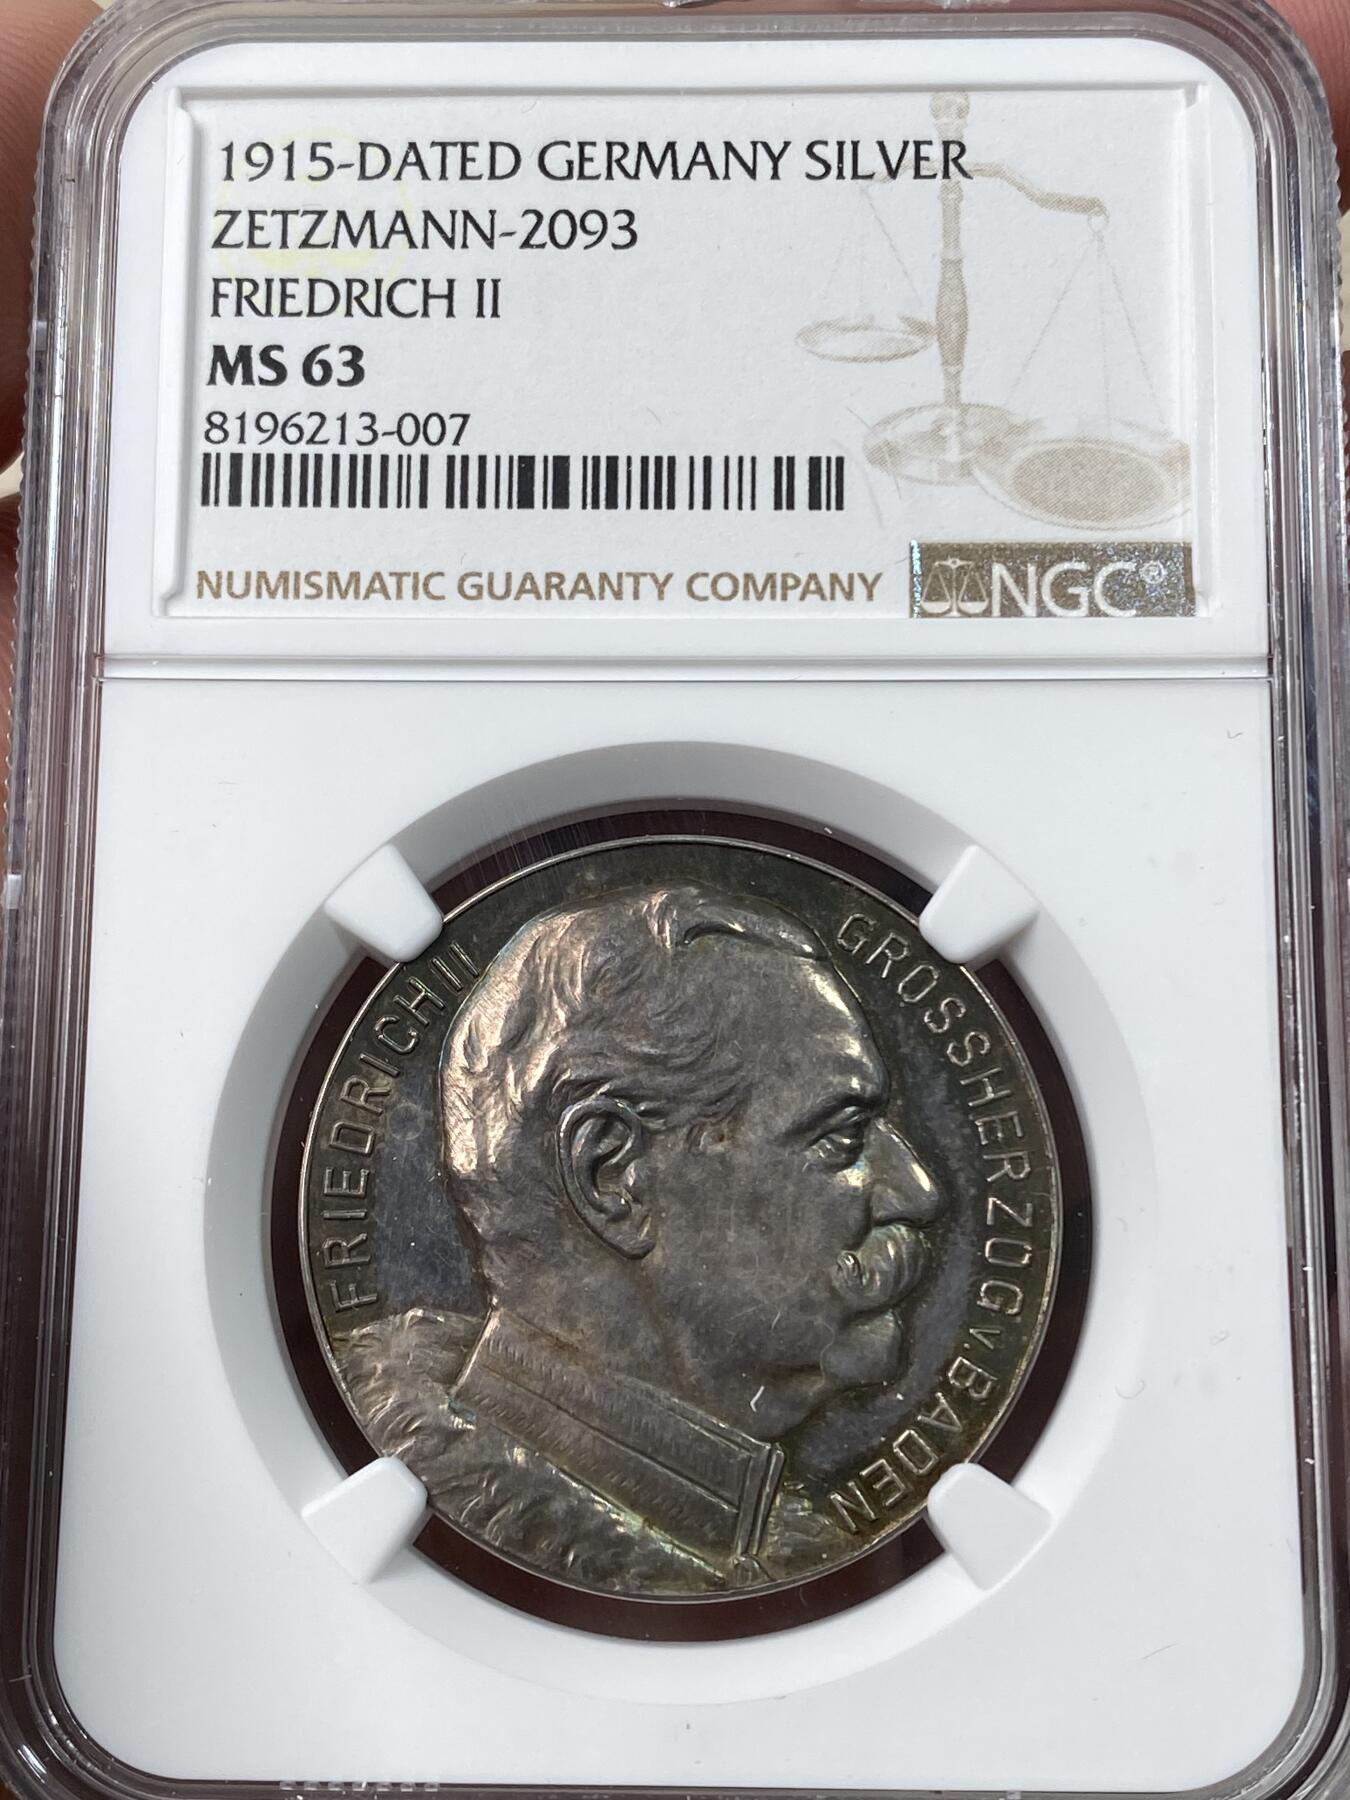 1915-DATED GERMANY SILVER
ZETZMANN-2093
FRIEDRICH II
MS 63
8196213-007
NUMISMATIC GUARANTY COMPANY
NGC®
FRIEDRICH II
GROSSHERZOG v. BADEN